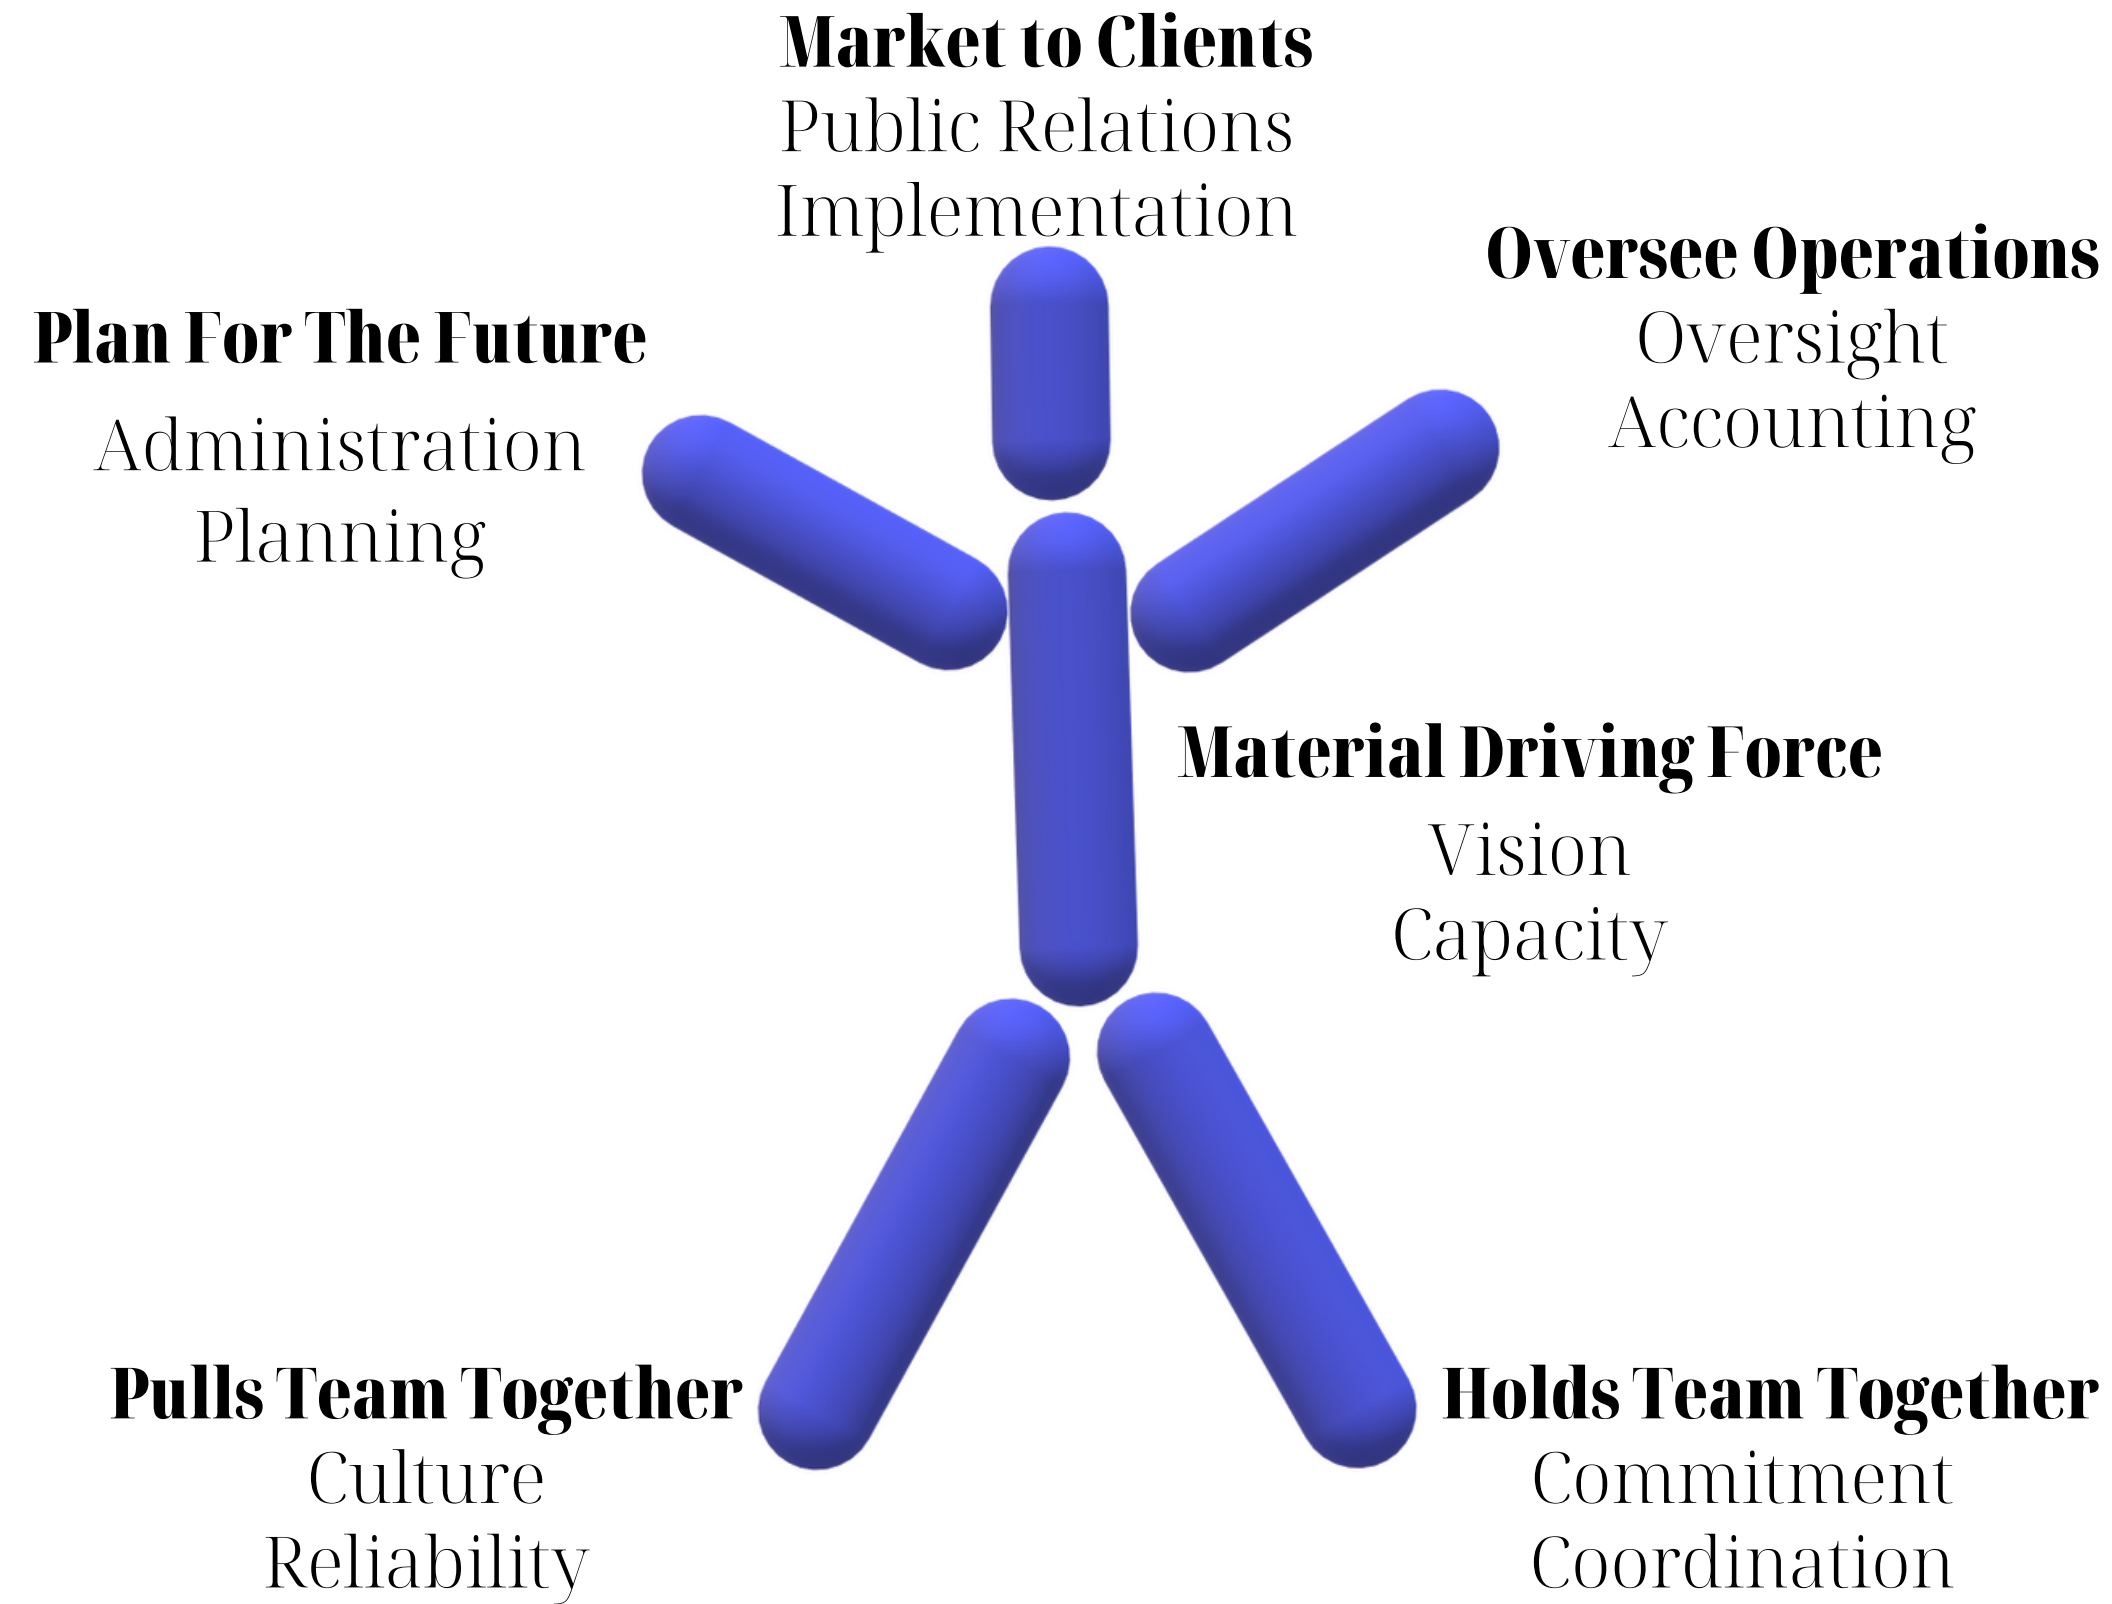 Market to Clients
Public Relations
Implementation
Oversee Operations
Oversight
Accounting
Plan For The Future
Administration
Planning
Material Driving Force
Vision
Capacity
Pulls Team Together
Culture
Reliability
Holds Team Together
Commitment
Coordination